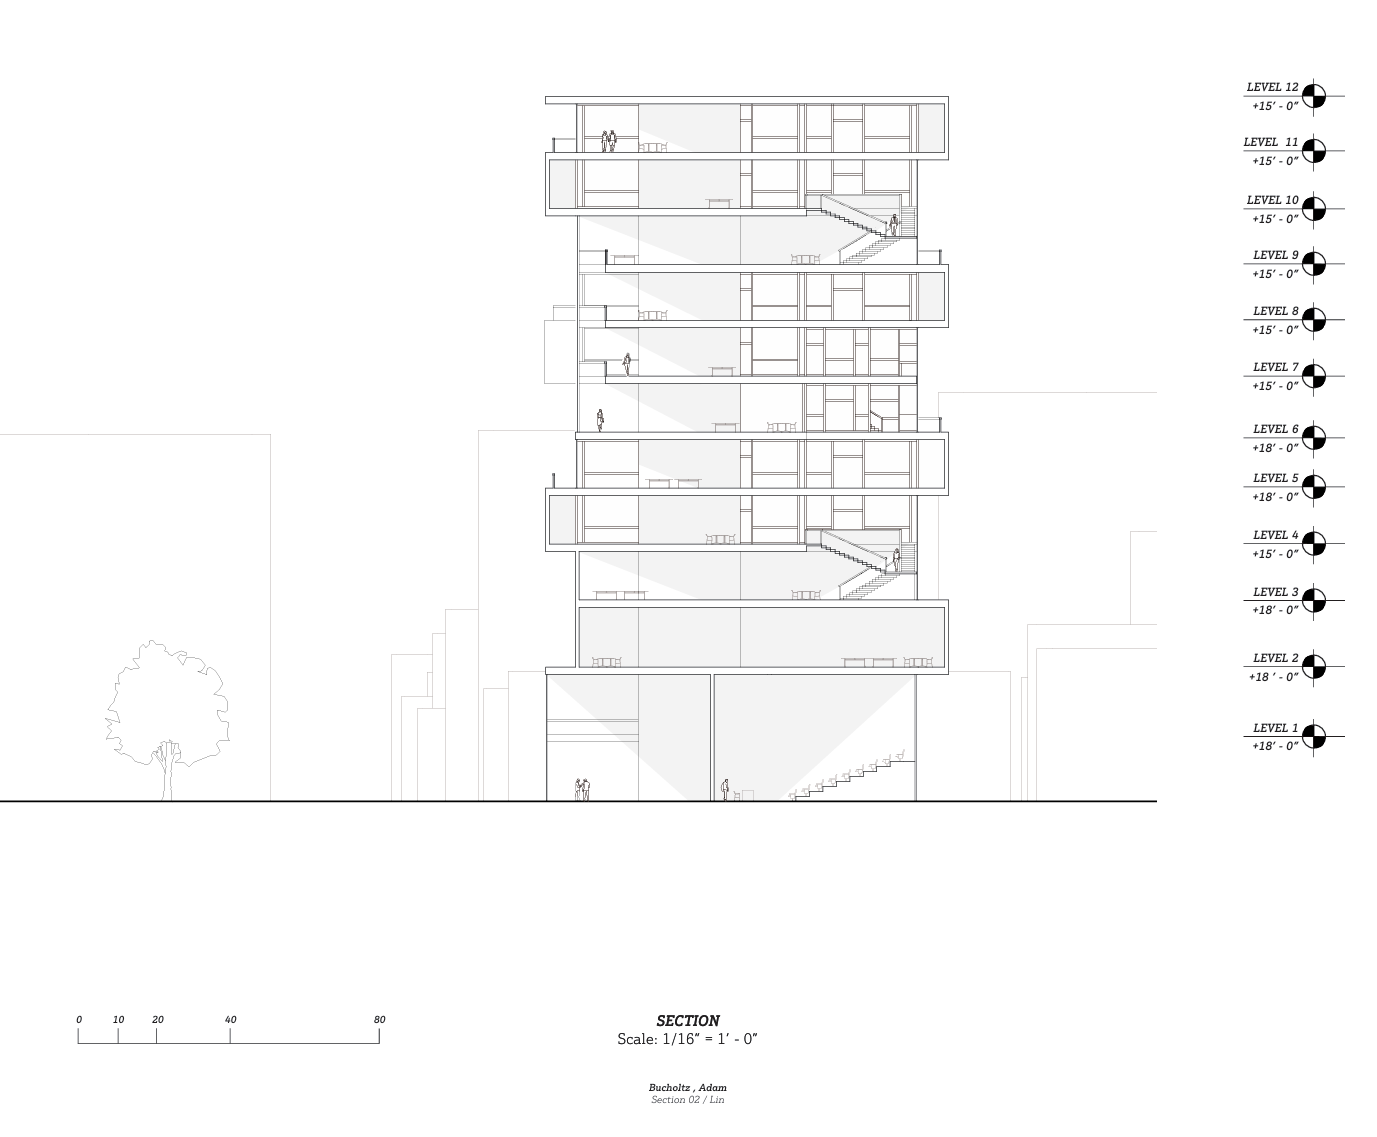 LEVEL 12
+15' - 0"
LEVEL 11
+15' - 0"
LEVEL 10
+15' - 0"
LEVEL 9
+15' - 0"
LEVEL 8
+15' - 0"
LEVEL 7
+15' - 0"
LEVEL 6
+18' - 0"
LEVEL 5
+18' - 0"
LEVEL 4
+15' - 0"
LEVEL 3
+18' - 0"
LEVEL 2
+18 ' - 0"
LEVEL 1
+18' - 0"
0 10 20 40 80
SECTION
Scale: 1/16" = 1' - 0"
Bucholtz , Adam
Section 02 / Lin